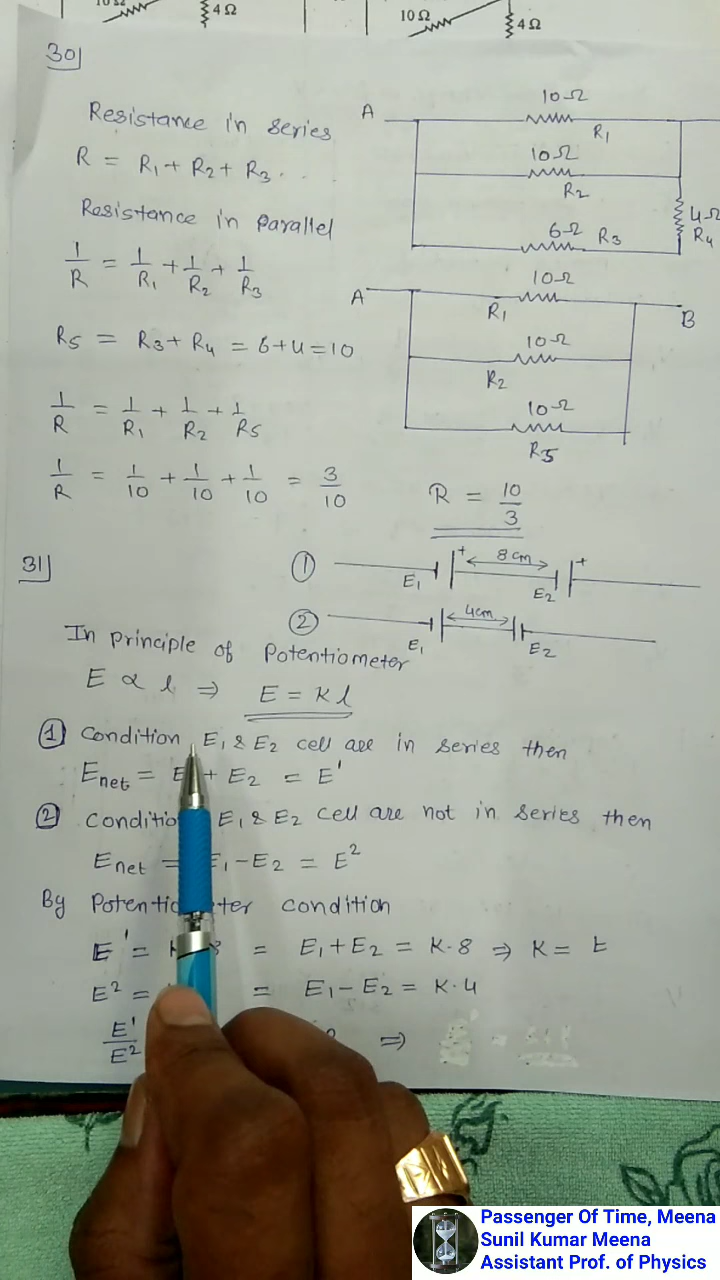 10Ω
4Ω
10Ω
4Ω
30]
Resistance in series
R = R₁ + R₂ + R₃ . . .
Resistance in Parallel
1/R = 1/R₁ + 1/R₂ + 1/R₃
R₅ = R₃ + R₄ = 6+4 = 10
1/R = 1/R₁ + 1/R₂ + 1/R₅
1/R = 1/10 + 1/10 + 1/10 = 3/10
A
10Ω
R₁
10Ω
R₂
6Ω R₃
4Ω
R₄
A
10Ω
R₁
B
10Ω
R₂
10Ω
R₅
R = 10/3
31]
① E₁ + 8cm E₂ +
② E₁ 4cm E₂
In principle of Potentiometer
E ∝ l ⇒ E = Kl
① Condition E₁ & E₂ cell are in series then
Enet = E + E₂ = E'
② E₁ & E₂ cell are not in series then
Enet = E₁ - E₂ = E²
By condition
E' = = E₁ + E₂ = K·8 ⇒ K =
E² = = E₁ - E₂ = K·4
E'/E² ⇒
Passenger Of Time, Meena
Sunil Kumar Meena
Assistant Prof. of Physics